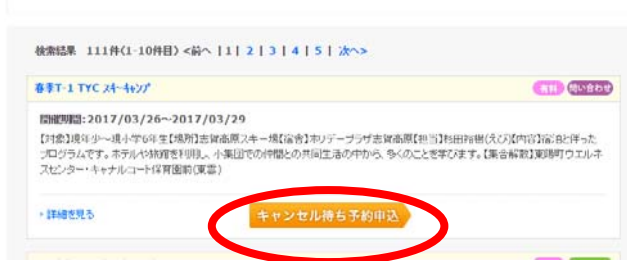 検索結果 111件(1-10件目) <前へ | 1 | 2 | 3 | 4 | 5 | 次へ>
春季T-1 TYC スキーキャンプ
有料 問い合わせ
開催期間:2017/03/26~2017/03/29
【対象】現年少~現小学6年生【場所】志賀高原スキー場【宿舎】ホリデープラザ志賀高原【担当】杉田裕樹(えび)【内容】宿泊と伴った
プログラムです。ホテルや旅館を利用し、小集団での仲間との共同生活の中から、多くのことを学びます。【集合解散】東陽町ウエルネ
スセンター・キャナルコート保育園前(東雲)
詳細を見る
キャンセル待ち予約申込